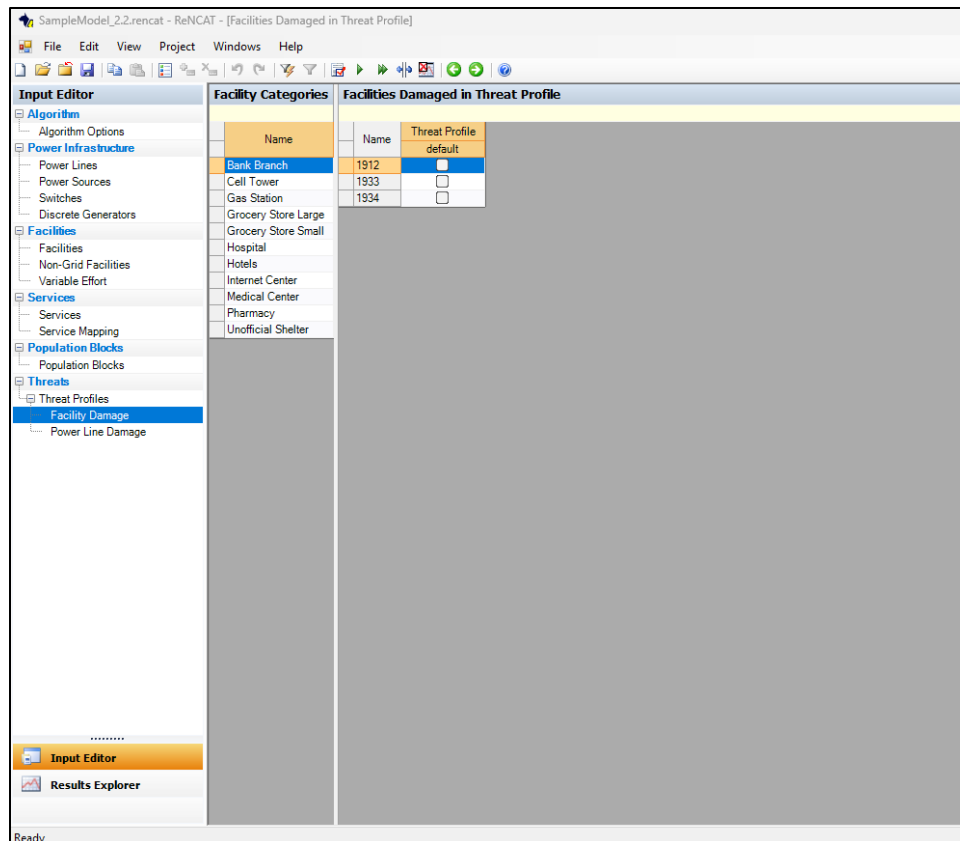 SampleModel_2.2.rencat - ReNCAT - [Facilities Damaged in Threat Profile]
File Edit View Project Windows Help
Input Editor
Algorithm
Algorithm Options
Power Infrastructure
Power Lines
Power Sources
Switches
Discrete Generators
Facilities
Facilities
Non-Grid Facilities
Variable Effort
Services
Services
Service Mapping
Population Blocks
Population Blocks
Threats
Threat Profiles
Facility Damage
Power Line Damage
Input Editor
Results Explorer
Facility Categories
Name
Bank Branch
Cell Tower
Gas Station
Grocery Store Large
Grocery Store Small
Hospital
Hotels
Internet Center
Medical Center
Pharmacy
Unofficial Shelter
Facilities Damaged in Threat Profile
Name Threat Profile
default
1912
1933
1934
Ready